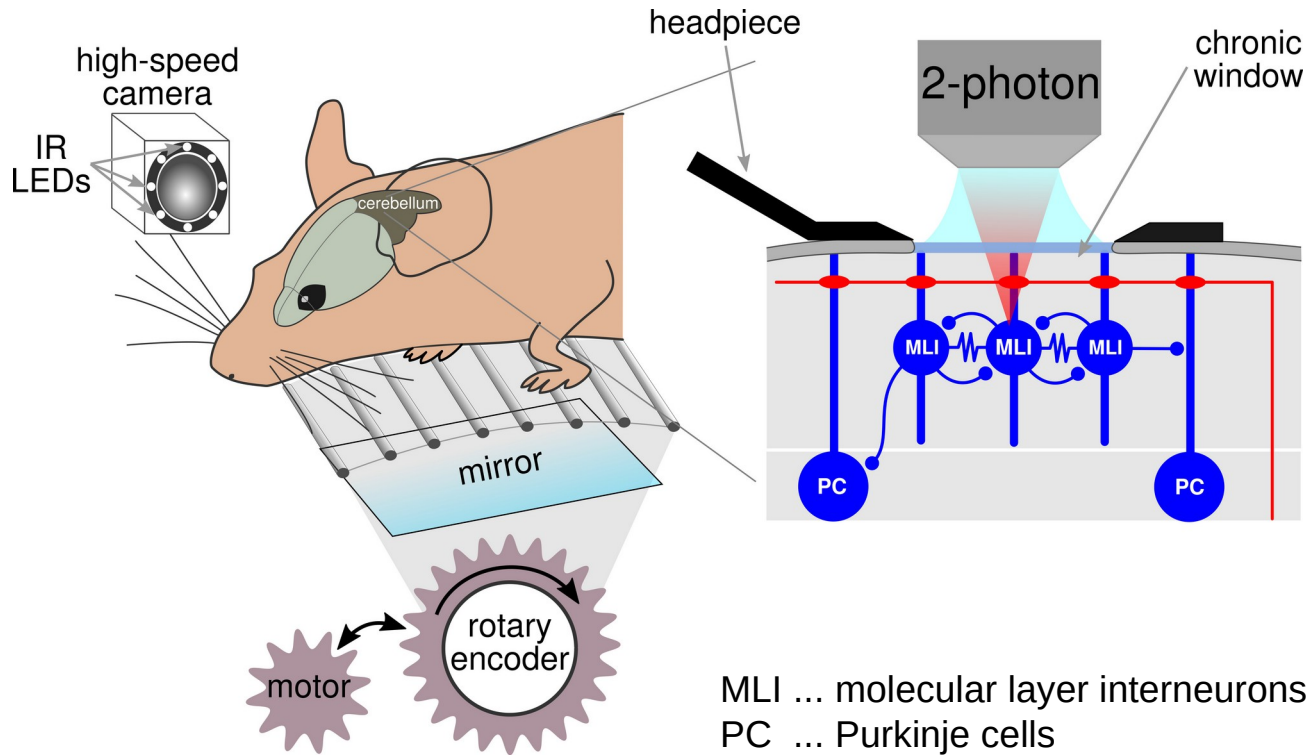 high-speed
camera
IR
LEDs
cerebellum
mirror
rotary
encoder
motor
headpiece
2-photon
chronic
window
MLI
MLI
MLI
PC
PC
MLI ... molecular layer interneurons
PC ... Purkinje cells